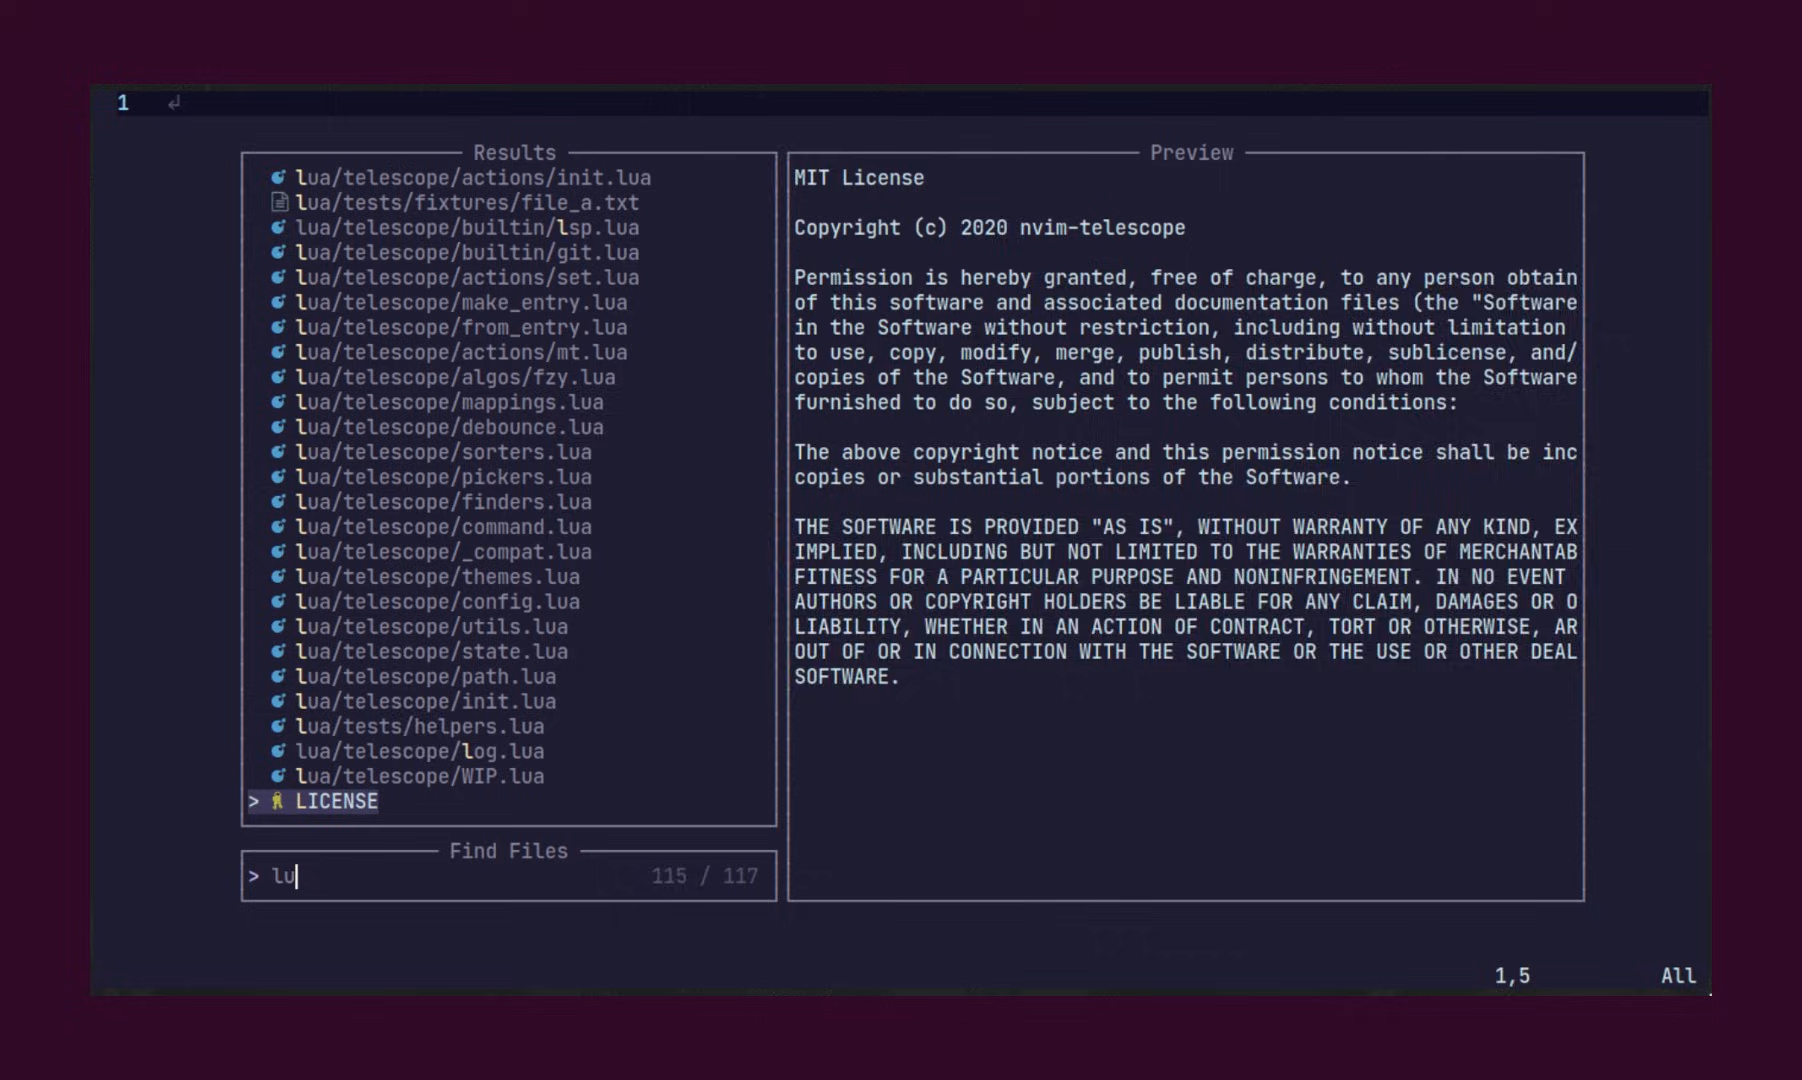 1 ↲
Results
lua/telescope/actions/init.lua
lua/tests/fixtures/file_a.txt
lua/telescope/builtin/lsp.lua
lua/telescope/builtin/git.lua
lua/telescope/actions/set.lua
lua/telescope/make_entry.lua
lua/telescope/from_entry.lua
lua/telescope/actions/mt.lua
lua/telescope/algos/fzy.lua
lua/telescope/mappings.lua
lua/telescope/debounce.lua
lua/telescope/sorters.lua
lua/telescope/pickers.lua
lua/telescope/finders.lua
lua/telescope/command.lua
lua/telescope/_compat.lua
lua/telescope/themes.lua
lua/telescope/config.lua
lua/telescope/utils.lua
lua/telescope/state.lua
lua/telescope/path.lua
lua/telescope/init.lua
lua/tests/helpers.lua
lua/telescope/log.lua
lua/telescope/WIP.lua
> LICENSE
Find Files
> lu 115 / 117
Preview
MIT License
Copyright (c) 2020 nvim-telescope
Permission is hereby granted, free of charge, to any person obtain
of this software and associated documentation files (the "Software
in the Software without restriction, including without limitation
to use, copy, modify, merge, publish, distribute, sublicense, and/
copies of the Software, and to permit persons to whom the Software
furnished to do so, subject to the following conditions:
The above copyright notice and this permission notice shall be inc
copies or substantial portions of the Software.
THE SOFTWARE IS PROVIDED "AS IS", WITHOUT WARRANTY OF ANY KIND, EX
IMPLIED, INCLUDING BUT NOT LIMITED TO THE WARRANTIES OF MERCHANTAB
FITNESS FOR A PARTICULAR PURPOSE AND NONINFRINGEMENT. IN NO EVENT
AUTHORS OR COPYRIGHT HOLDERS BE LIABLE FOR ANY CLAIM, DAMAGES OR O
LIABILITY, WHETHER IN AN ACTION OF CONTRACT, TORT OR OTHERWISE, AR
OUT OF OR IN CONNECTION WITH THE SOFTWARE OR THE USE OR OTHER DEAL
SOFTWARE.
1,5 All